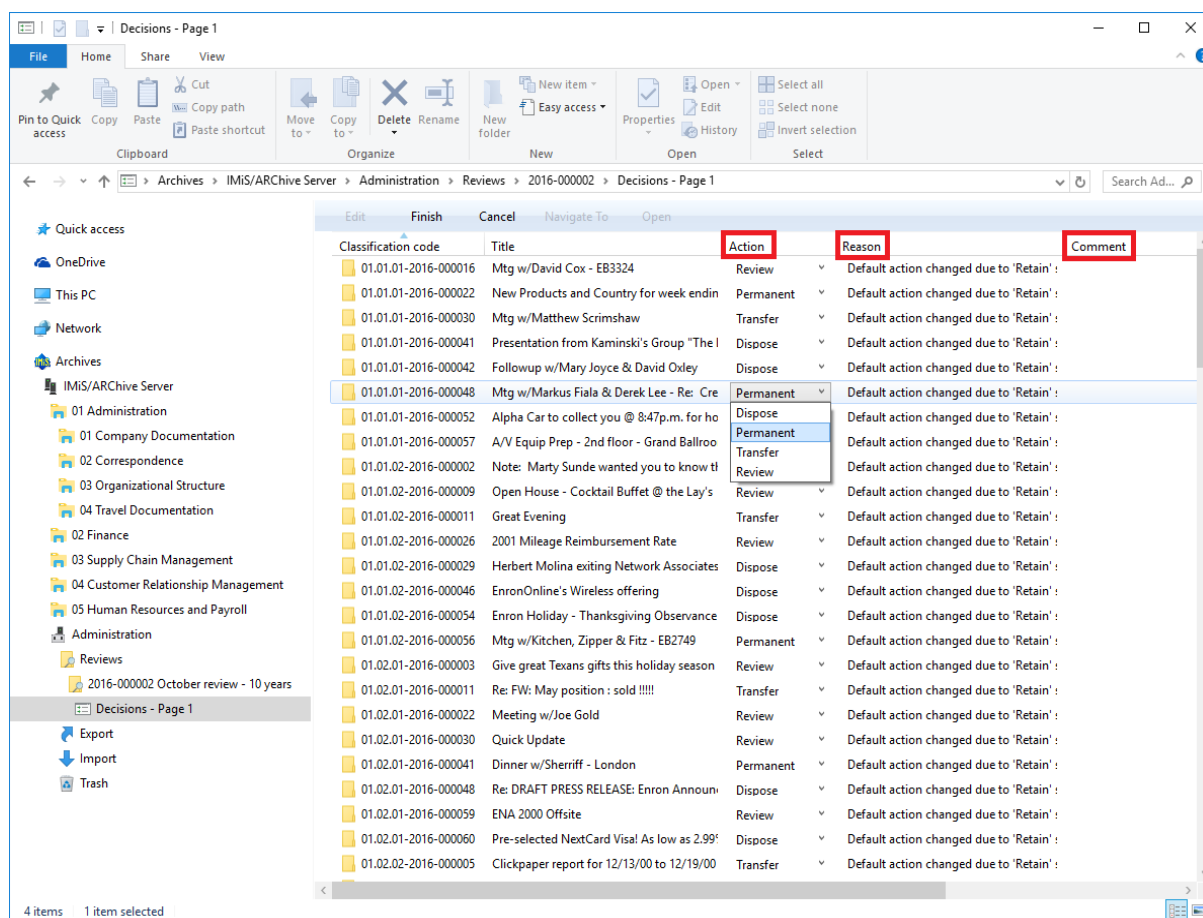 Decisions - Page 1
File Home Share View
Pin to Quick access
Copy
Paste
Cut
Copy path
Paste shortcut
Clipboard
Move to
Copy to
Delete
Rename
Organize
New folder
New item
Easy access
New
Properties
Open
Edit
History
Open
Select all
Select none
Invert selection
Select
Archives > IMiS/ARChive Server > Administration > Reviews > 2016-000002 > Decisions - Page 1
Search Ad...
Quick access
OneDrive
This PC
Network
Archives
IMiS/ARChive Server
01 Administration
01 Company Documentation
02 Correspondence
03 Organizational Structure
04 Travel Documentation
02 Finance
03 Supply Chain Management
04 Customer Relationship Management
05 Human Resources and Payroll
Administration
Reviews
2016-000002 October review - 10 years
Decisions - Page 1
Export
Import
Trash
Edit Finish Cancel Navigate To Open
Classification code Title Action Reason Comment
01.01.01-2016-000016 Mtg w/David Cox - EB3324 Review Default action changed due to 'Retain'
01.01.01-2016-000022 New Products and Country for week endin Permanent Default action changed due to 'Retain'
01.01.01-2016-000030 Mtg w/Matthew Scrimshaw Transfer Default action changed due to 'Retain'
01.01.01-2016-000041 Presentation from Kaminski's Group "The Dispose Default action changed due to 'Retain'
01.01.01-2016-000042 Followup w/Mary Joyce & David Oxley Dispose Default action changed due to 'Retain'
01.01.01-2016-000048 Mtg w/Markus Fiala & Derek Lee - Re: Cre Permanent Default action changed due to 'Retain'
01.01.01-2016-000052 Alpha Car to collect you @ 8:47p.m. for ho Dispose Default action changed due to 'Retain'
01.01.01-2016-000057 A/V Equip Prep - 2nd floor - Grand Ballroo Permanent Default action changed due to 'Retain'
Transfer
01.01.02-2016-000002 Note: Marty Sunde wanted you to know Review Default action changed due to 'Retain'
01.01.02-2016-000009 Open House - Cocktail Buffet @ the Lay's Review Default action changed due to 'Retain'
01.01.02-2016-000011 Great Evening Transfer Default action changed due to 'Retain'
01.01.02-2016-000026 2001 Mileage Reimbursement Rate Review Default action changed due to 'Retain'
01.01.02-2016-000029 Herbert Molina exiting Network Associates Dispose Default action changed due to 'Retain'
01.01.02-2016-000046 EnronOnline's Wireless offering Dispose Default action changed due to 'Retain'
01.01.02-2016-000054 Enron Holiday - Thanksgiving Observance Dispose Default action changed due to 'Retain'
01.01.02-2016-000056 Mtg w/Kitchen, Zipper & Fitz - EB2749 Permanent Default action changed due to 'Retain'
01.02.01-2016-000003 Give great Texans gifts this holiday season Review Default action changed due to 'Retain'
01.02.01-2016-000011 Re: FW: May position : sold !!!!! Transfer Default action changed due to 'Retain'
01.02.01-2016-000022 Meeting w/Joe Gold Review Default action changed due to 'Retain'
01.02.01-2016-000030 Quick Update Review Default action changed due to 'Retain'
01.02.01-2016-000041 Dinner w/Sherriff - London Permanent Default action changed due to 'Retain'
01.02.01-2016-000048 Re: DRAFT PRESS RELEASE: Enron Announ Dispose Default action changed due to 'Retain'
01.02.01-2016-000059 ENA 2000 Offsite Review Default action changed due to 'Retain'
01.02.01-2016-000060 Pre-selected NextCard Visa! As low as 2.99 Dispose Default action changed due to 'Retain'
01.02.02-2016-000005 Clickpaper report for 12/13/00 to 12/19/00 Transfer Default action changed due to 'Retain'
4 items 1 item selected